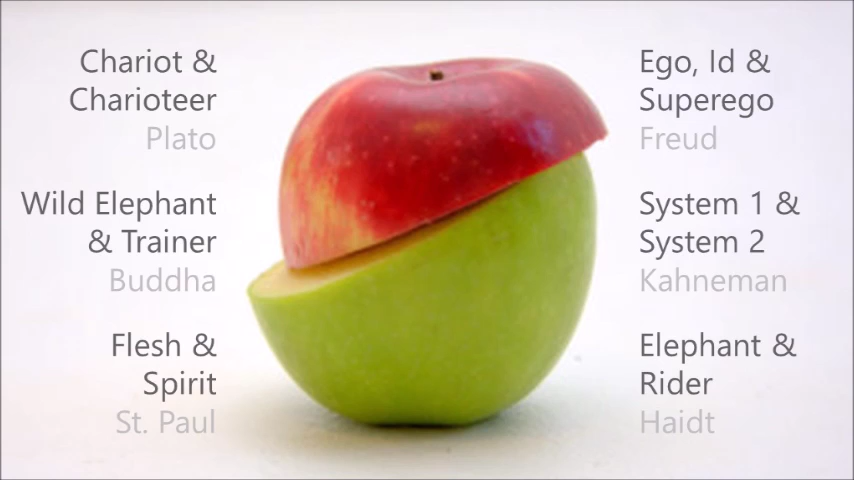 Chariot &
Charioteer
Plato
Wild Elephant
& Trainer
Buddha
Flesh &
Spirit
St. Paul
Ego, Id &
Superego
Freud
System 1 &
System 2
Kahneman
Elephant &
Rider
Haidt